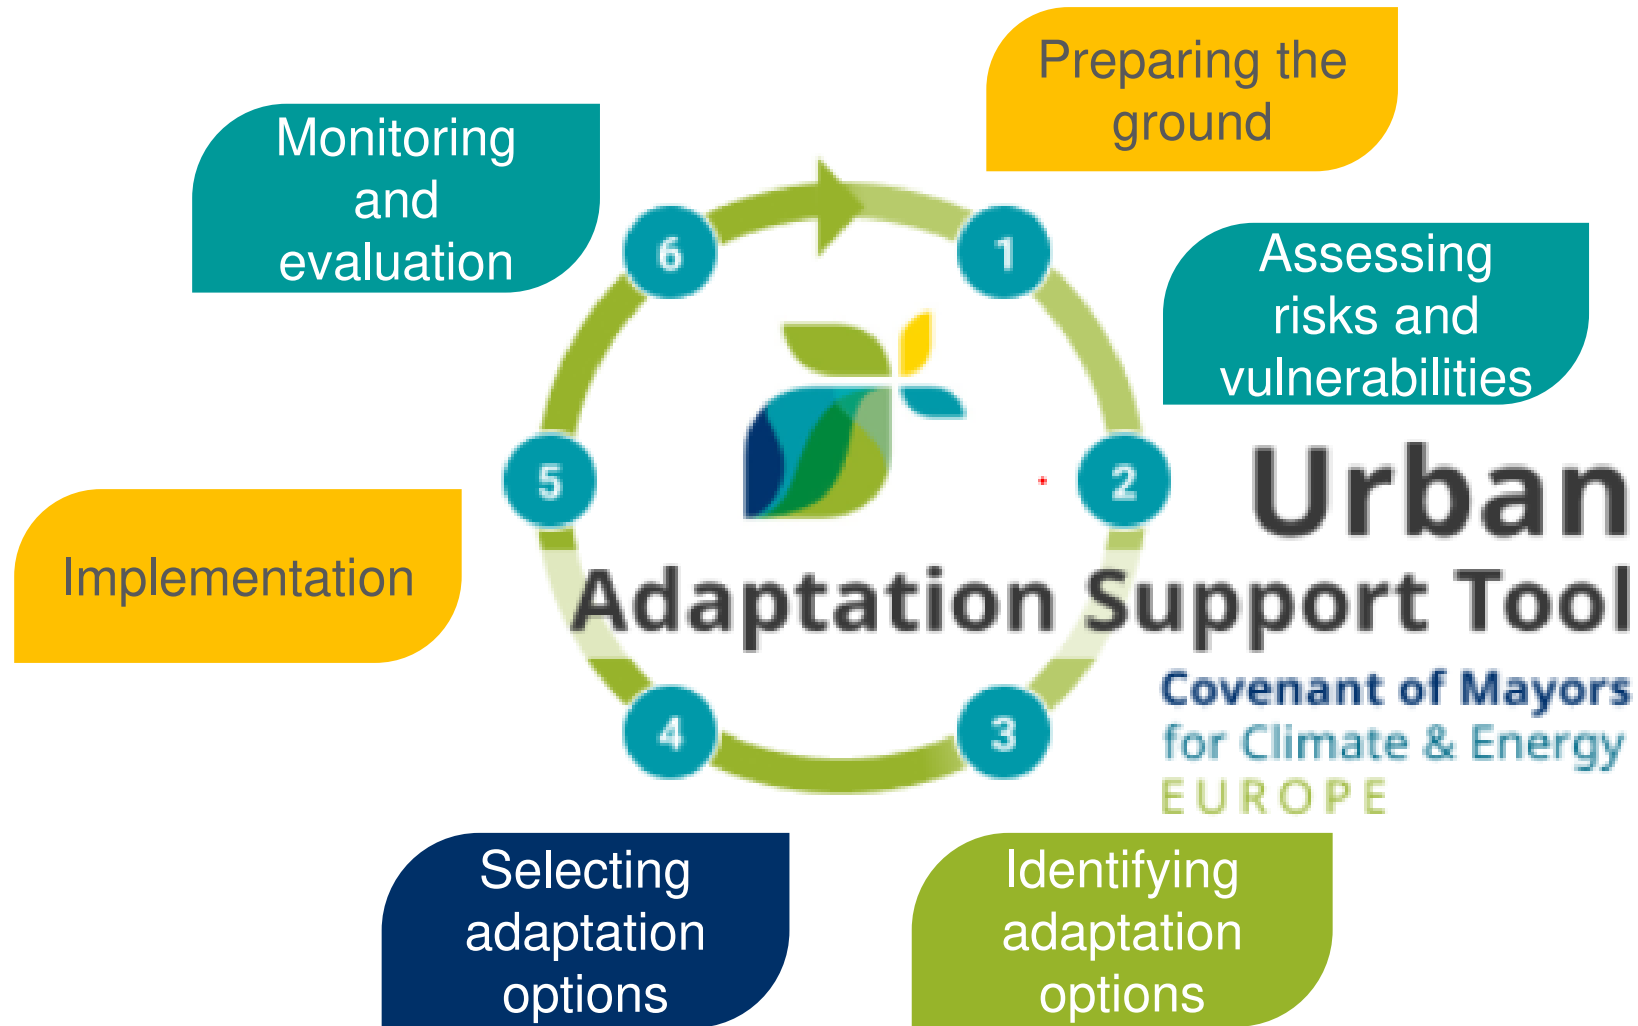 Preparing the
ground
Monitoring
and
evaluation
6
1
Assessing
risks and
vulnerabilities
5
2
Urban
Adaptation Support Tool
Implementation
Covenant of Mayors
for Climate & Energy
EUROPE
4
3
Selecting
adaptation
options
Identifying
adaptation
options